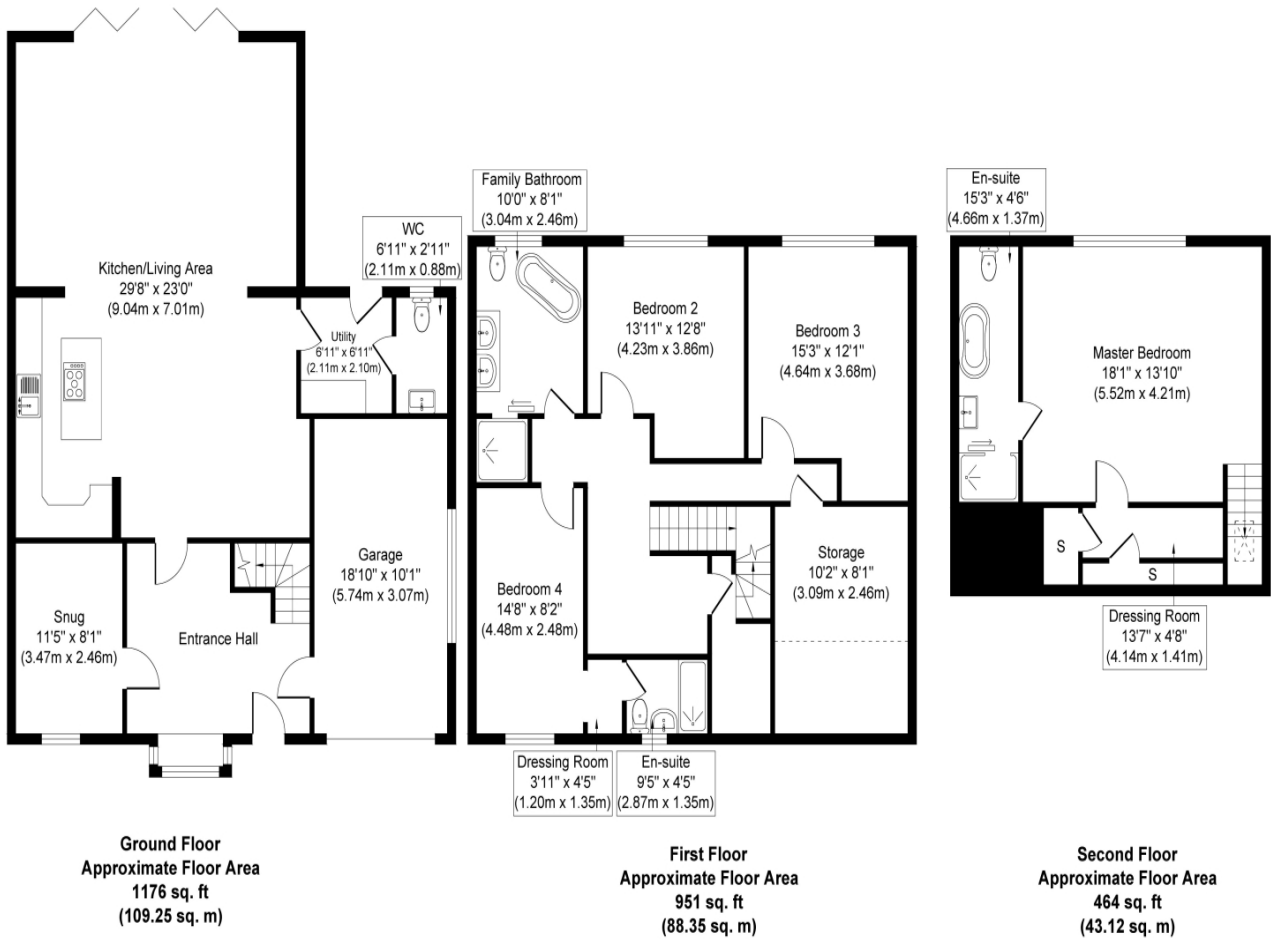 Kitchen/Living Area
29'8" x 23'0"
(9.04m x 7.01m)
WC
6'11" x 2'11"
(2.11m x 0.88m)
Utility
6'11" x 6'11"
(2.11m x 2.10m)
Garage
18'10" x 10'1"
(5.74m x 3.07m)
Snug
11'5" x 8'1"
(3.47m x 2.46m)
Entrance Hall
Ground Floor
Approximate Floor Area
1176 sq. ft
(109.25 sq. m)
Family Bathroom
10'0" x 8'1"
(3.04m x 2.46m)
Bedroom 2
13'11" x 12'8"
(4.23m x 3.86m)
Bedroom 3
15'3" x 12'1"
(4.64m x 3.68m)
Bedroom 4
14'8" x 8'2"
(4.48m x 2.48m)
Storage
10'2" x 8'1"
(3.09m x 2.46m)
Dressing Room
3'11" x 4'5"
(1.20m x 1.35m)
En-suite
9'5" x 4'5"
(2.87m x 1.35m)
First Floor
Approximate Floor Area
951 sq. ft
(88.35 sq. m)
En-suite
15'3" x 4'6"
(4.66m x 1.37m)
Master Bedroom
18'1" x 13'10"
(5.52m x 4.21m)
S
S
Dressing Room
13'7" x 4'8"
(4.14m x 1.41m)
Second Floor
Approximate Floor Area
464 sq. ft
(43.12 sq. m)